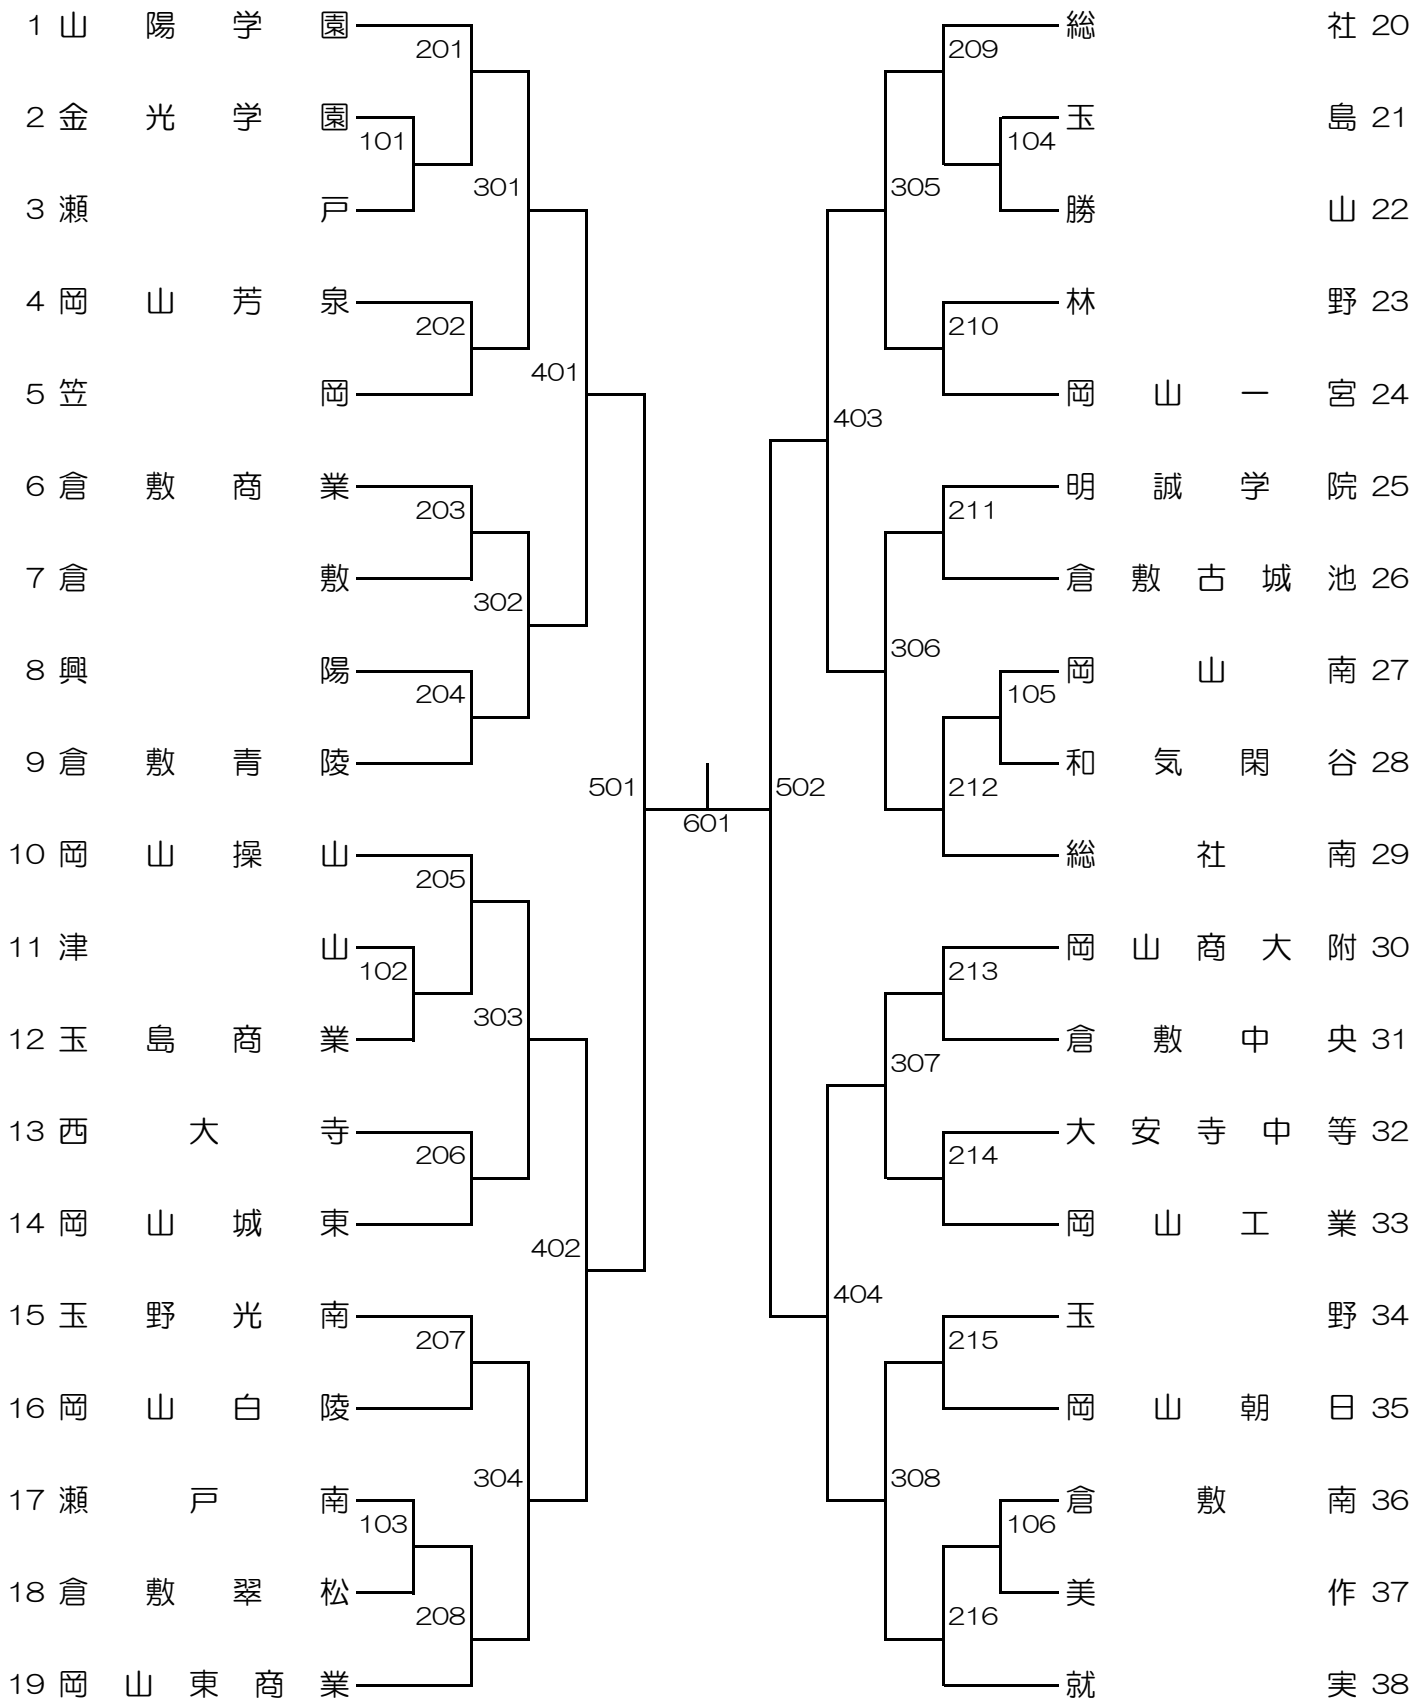 1 山陽学園
201
2 金光学園
101
3 瀬戸
301
4 岡山芳泉
202
5 笠岡
401
6 倉敷商業
203
7 倉敷
302
8 興陽
204
9 倉敷青陵
501
10 岡山操山
205
11 津山
102
12 玉島商業
303
13 西大寺
206
14 岡山城東
402
15 玉野光南
207
16 岡山白陵
304
17 瀬戸南
103
18 倉敷翠松
208
19 岡山東商業
601
総社 20
209
玉島 21
104
勝山 22
305
林野 23
210
岡山一宮 24
403
明誠学院 25
211
倉敷古城池 26
306
岡山南 27
105
和気閑谷 28
502
212
総社南 29
岡山商大附 30
213
倉敷中央 31
307
大安寺中等 32
214
岡山工業 33
404
玉野 34
215
岡山朝日 35
308
倉敷南 36
106
美作 37
216
就実 38